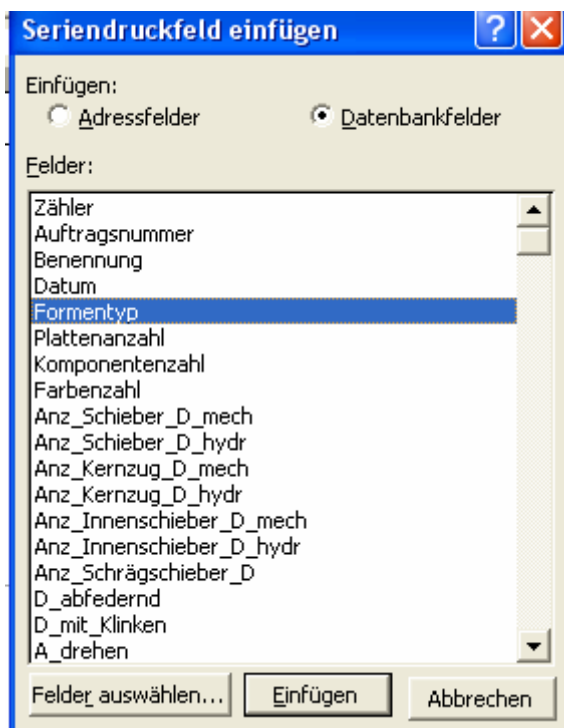 Seriendruckfeld einfügen
Einfügen:
Adressfelder Datenbankfelder
Felder:
Zähler
Auftragsnummer
Benennung
Datum
Formentyp
Plattenanzahl
Komponentenzahl
Farbenzahl
Anz_Schieber_D_mech
Anz_Schieber_D_hydr
Anz_Kernzug_D_mech
Anz_Kernzug_D_hydr
Anz_Innenschieber_D_mech
Anz_Innenschieber_D_hydr
Anz_Schrägschieber_D
D_abfedernd
D_mit_Klinken
A_drehen
Felder auswählen... Einfügen Abbrechen